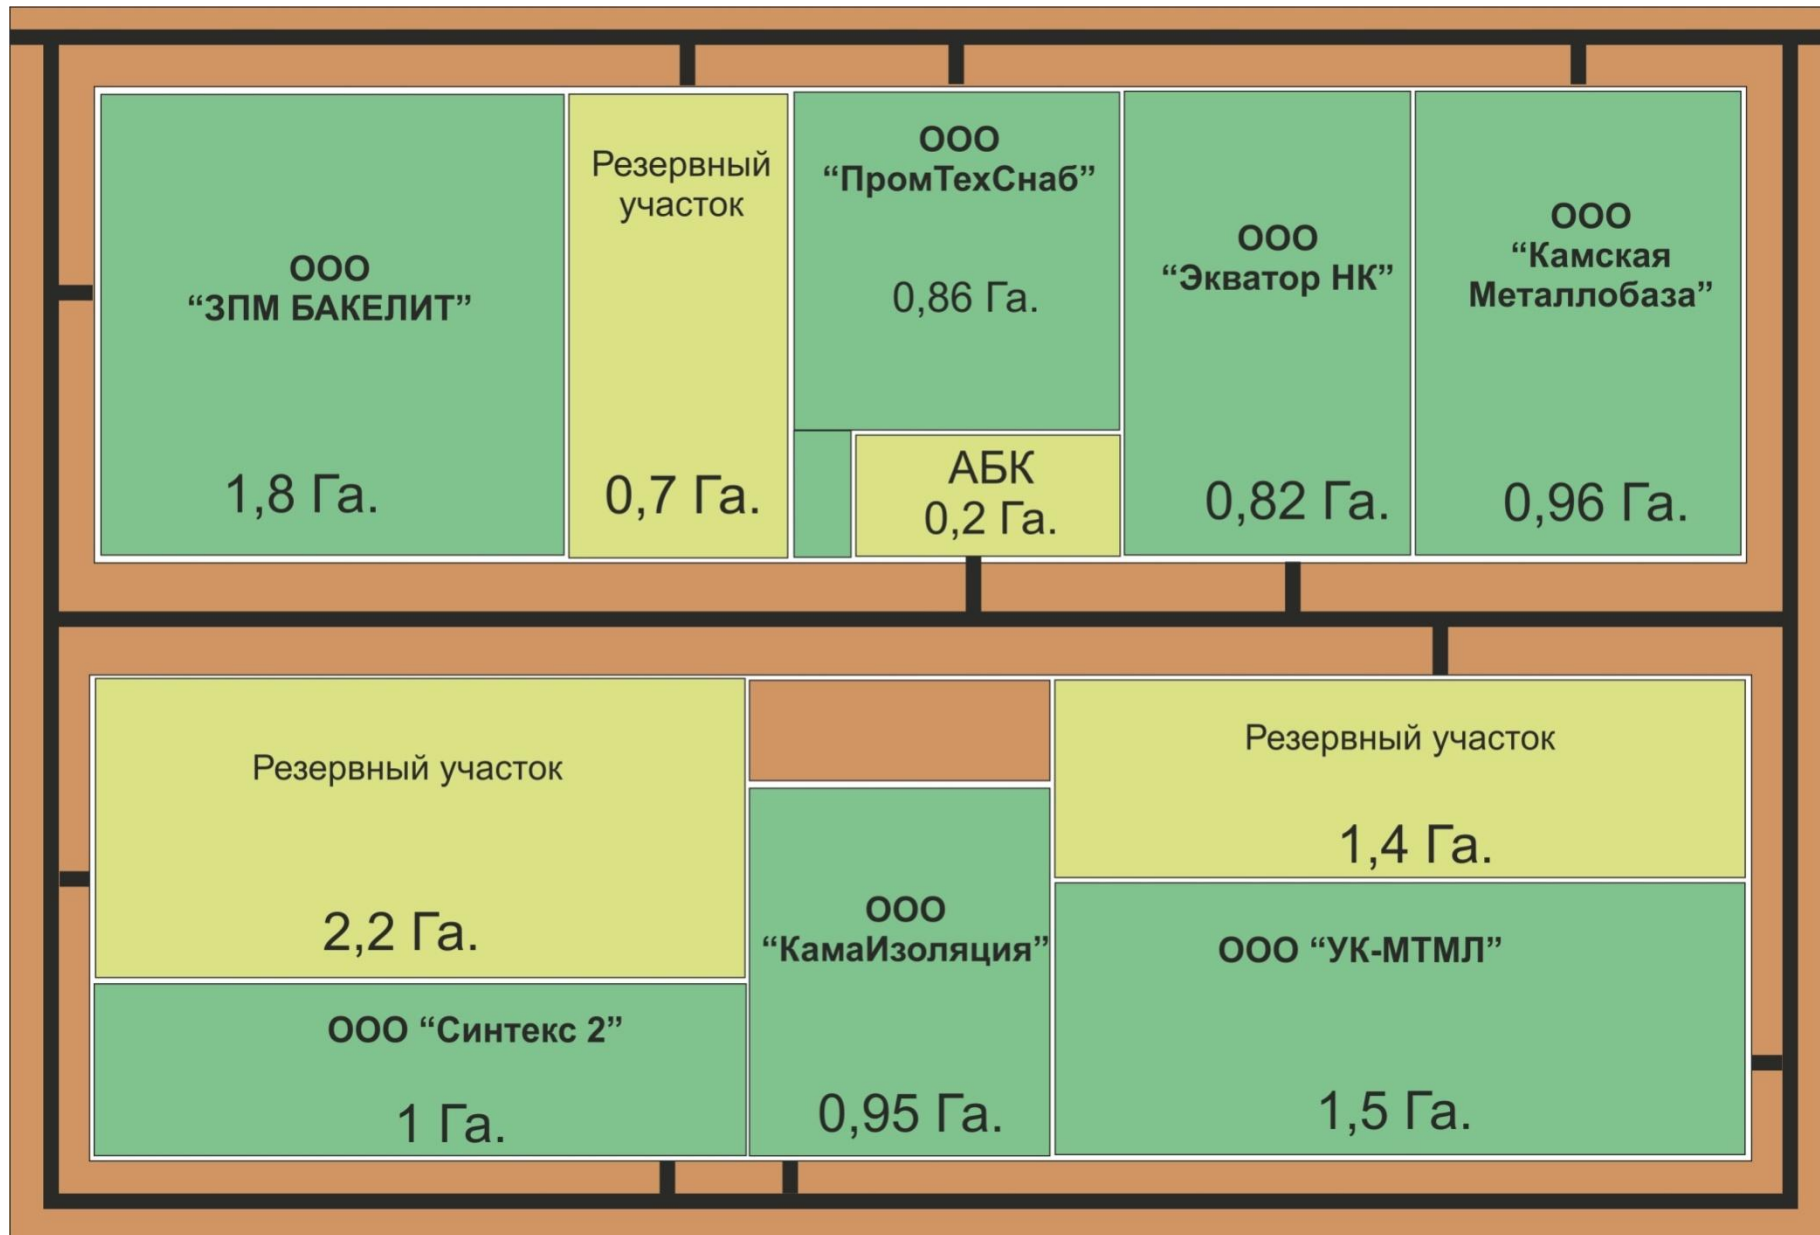 ООО
“ЗПМ БАКЕЛИТ”
1,8 Га.
Резервный
участок
0,7 Га.
ООО
“ПромТехСнаб”
0,86 Га.
АБК
0,2 Га.
ООО
“Экватор НК”
0,82 Га.
ООО
“Камская
Металлобаза”
0,96 Га.
Резервный участок
2,2 Га.
ООО “Синтекс 2”
1 Га.
ООО
“КамаИзоляция”
0,95 Га.
Резервный участок
1,4 Га.
ООО “УК-МТМЛ”
1,5 Га.